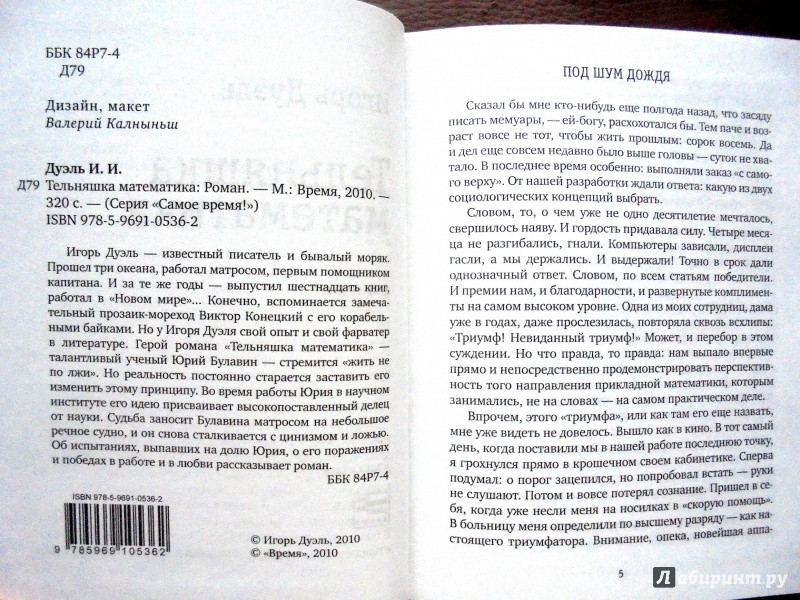 ББК 84Р7-4
Д79
Дизайн, макет
Валерий Калныньш
Дуэль И. И.
Д79 Тельняшка математика: Роман. — М.: Время, 2010. —
320 с. — (Серия «Самое время!»)
ISBN 978-5-9691-0536-2
Игорь Дуэль — известный писатель и бывалый моряк.
Прошел три океана, работал матросом, первым помощником
капитана. И за те же годы — выпустил шестнадцать книг,
работал в «Новом мире»... Конечно, вспоминается замеча-
тельный прозаик-мореход Виктор Конецкий с его корабель-
ными байками. Но у Игоря Дуэля свой опыт и свой фарватер
в литературе. Герой романа «Тельняшка математика» —
талантливый ученый Юрий Булавин — стремится «жить не
по лжи». Но реальность постоянно старается заставить его
изменить этому принципу. Во время работы Юрия в научном
институте его идею присваивает высокопоставленный делец
от науки. Судьба заносит Булавина матросом на небольшое
речное судно, и он снова сталкивается с цинизмом и ложью.
Об испытаниях, выпавших на долю Юрия, о его поражениях
и победах в работе и в любви рассказывает роман.
ББК 84Р7-4
ISBN 978-5-9691-0536-2
9 785969 105362
© Игорь Дуэль, 2010
© «Время», 2010
ПОД ШУМ ДОЖДЯ
Сказал бы мне кто-нибудь еще полгода назад, что засяду
писать мемуары, — ей-богу, расхохотался бы. Тем паче и воз-
раст вовсе не тот, чтобы жить прошлым: сорок восемь. Да
и дел еще совсем недавно было выше головы — суток не хва-
тало. В последнее время особенно: выполняли заказ «с само-
го верху». От нашей разработки ждали ответа: какую из двух
социологических концепций выбрать.
Словом, то, о чем уже не одно десятилетие мечталось,
свершилось наяву. И гордость придавала силу. Четыре меся-
ца не разгибались, гнали. Компьютеры зависали, дисплеи
гасли, а мы держались. И выдержали! Точно в срок дали
однозначный ответ. Словом, по всем статьям победители.
И премии нам, и благодарности, и развернутые комплимен-
ты на самом высоком уровне. Одна из моих сотрудниц, дама
уже в годах, даже прослезилась, повторяла сквозь всхлипы:
«Триумф! Невиданный триумф!» Может, и перебор в этом
суждении. Но что правда, то правда: нам выпало впервые
прямо и непосредственно продемонстрировать перспектив-
ность того направления прикладной математики, которым
занимались, не на словах — на самом практическом деле.
Впрочем, этого «триумфа», или как там его еще назвать,
мне уже видеть не довелось. Вышло как в кино. В тот самый
день, когда поставили мы в нашей работе последнюю точку,
я грохнулся прямо в крошечном своем кабинетике. Сперва
подумал: о порог зацепился, но попробовал встать — руки
не слушают. Потом и вовсе потерял сознание. Пришел в се-
бя, когда уже несли меня на носилках в «скорую помощь».
В больницу меня определили по высшему разряду — как на-
стоящего триумфатора. Внимание, опека, новейшая аппа-
5
Лабиринт.ру